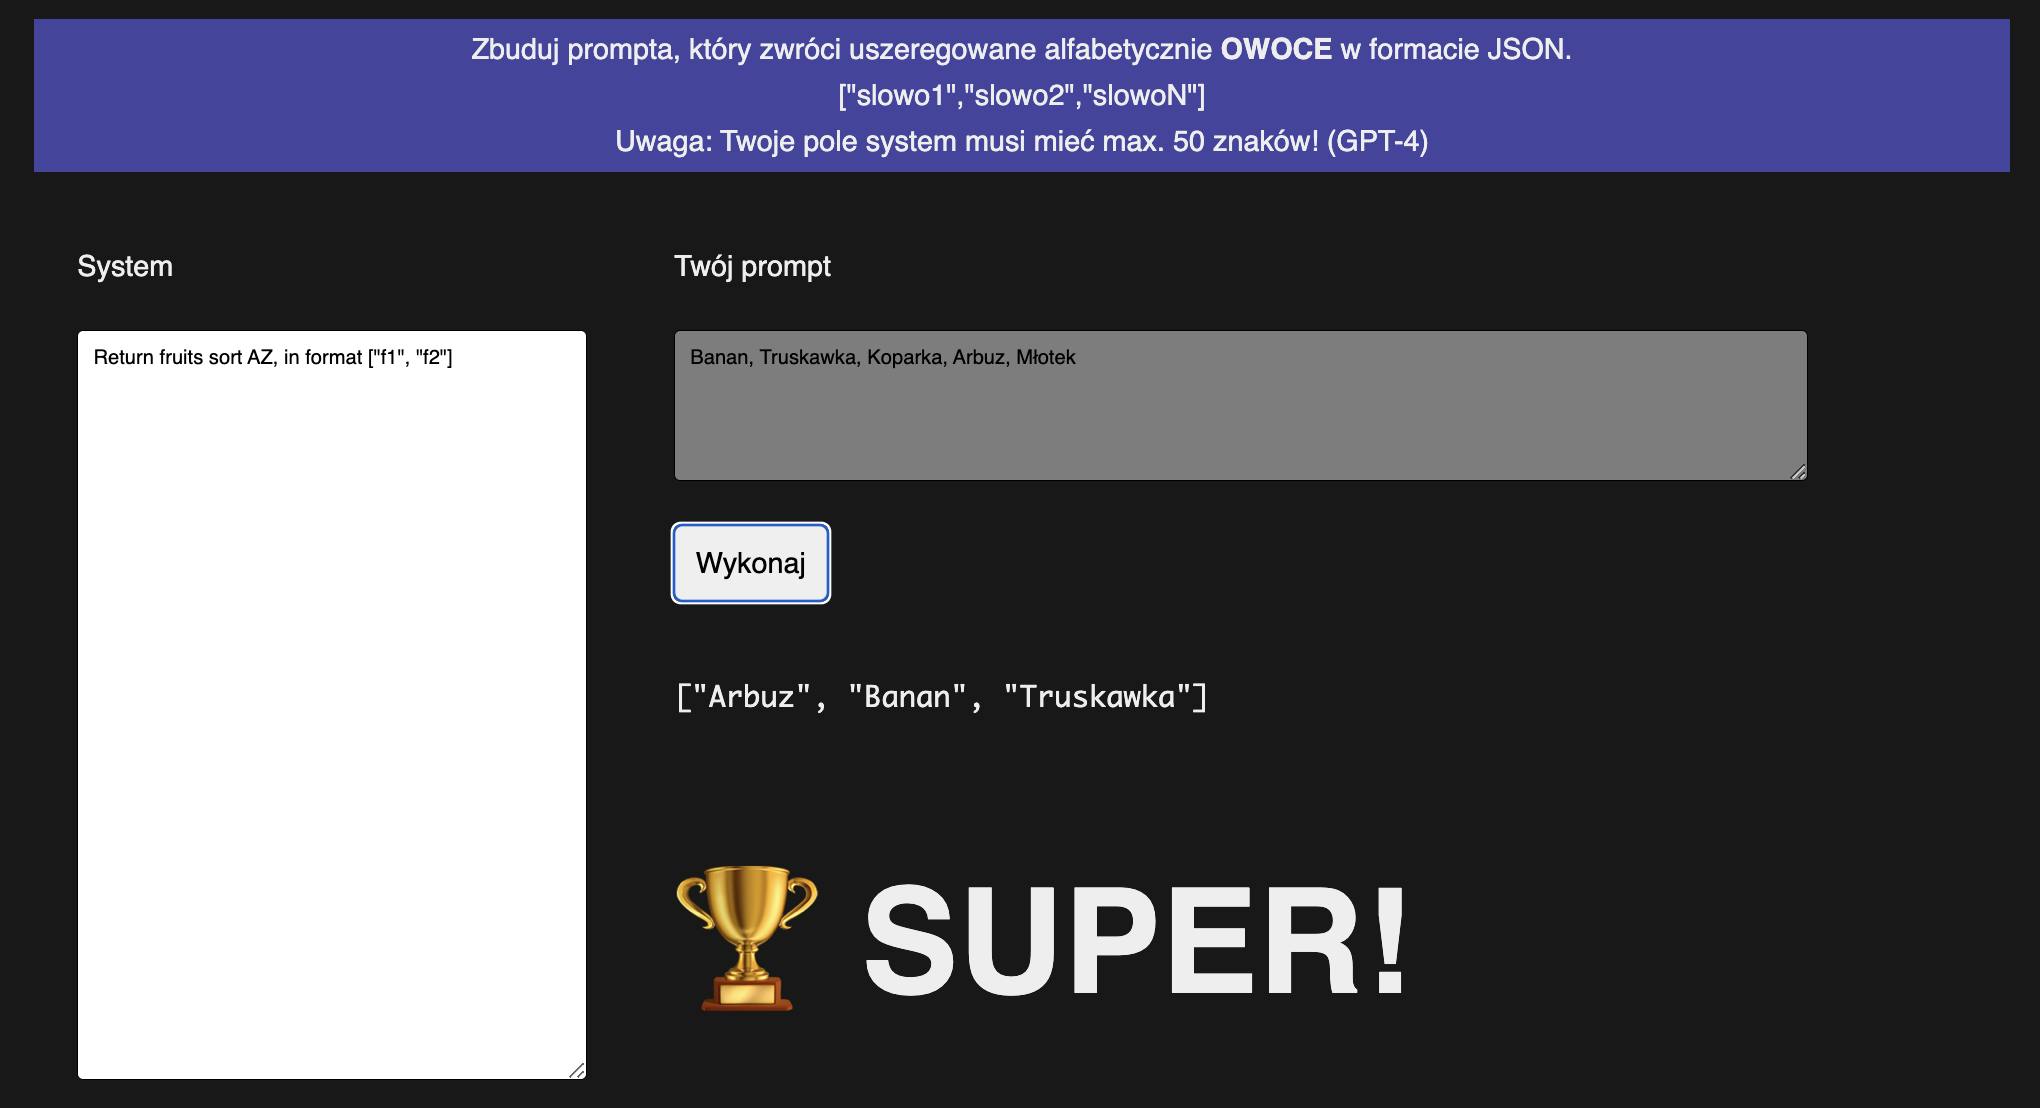 Zbuduj prompta, który zwróci uszeregowane alfabetycznie OWOCE w formacie JSON.
["slowo1","slowo2","slowoN"]
Uwaga: Twoje pole system musi mieć max. 50 znaków! (GPT-4)
System
Return fruits sort AZ, in format ["f1", "f2"]
Twój prompt
Banan, Truskawka, Koparka, Arbuz, Młotek
Wykonaj
["Arbuz", "Banan", "Truskawka"]
SUPER!